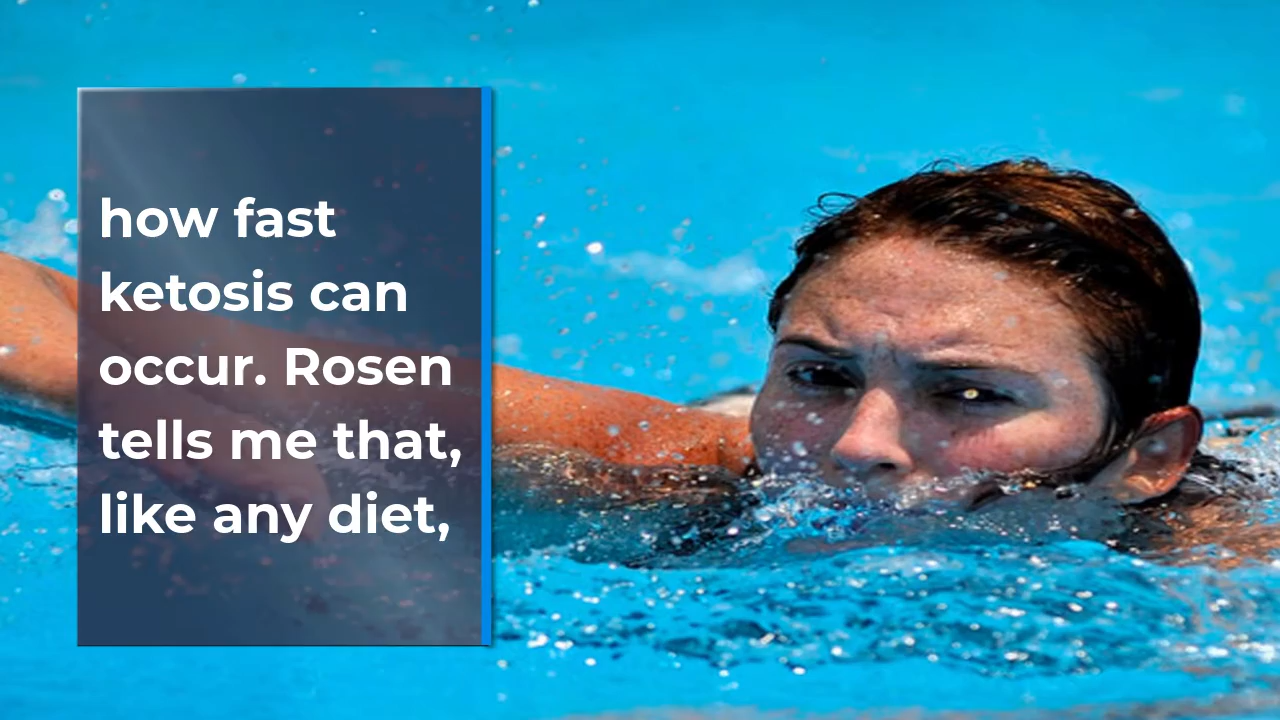 how fast
ketosis can
occur. Rosen
tells me that,
like any diet,